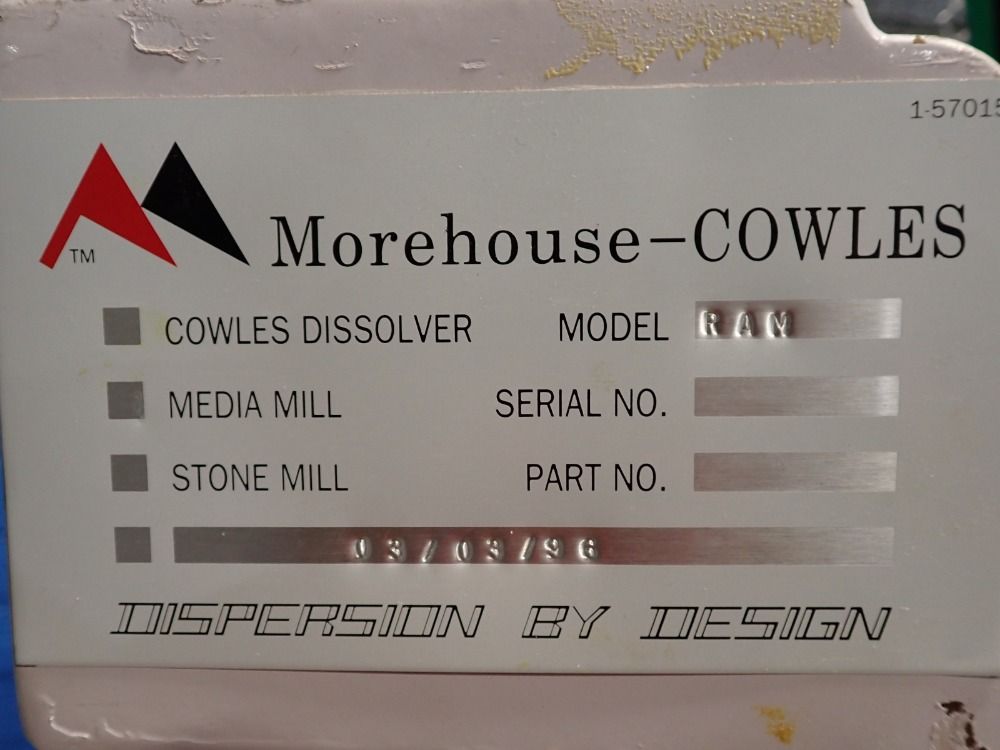 1-57015
TM Morehouse-COWLES
COWLES DISSOLVER MODEL RAM
MEDIA MILL SERIAL NO.
STONE MILL PART NO.
03/03/96
DISPERSION BY DESIGN